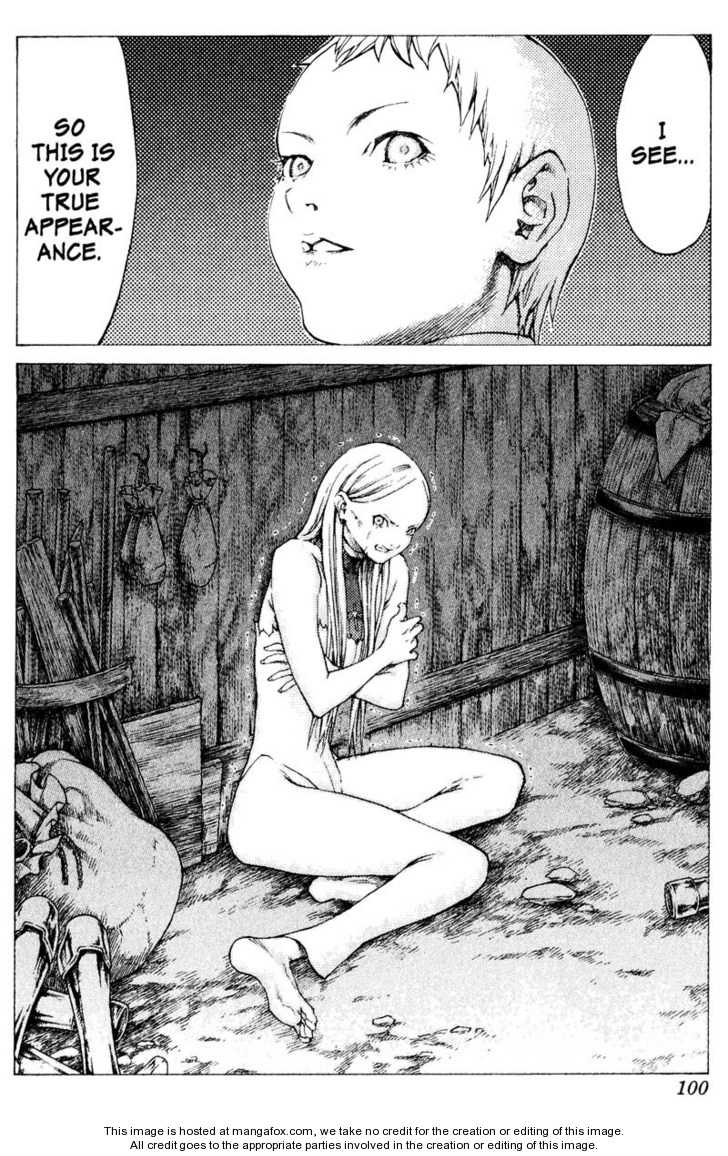 I
SEE...
SO
THIS IS
YOUR
TRUE
APPEAR-
ANCE.
100
This image is hosted at mangafox.com, we take no credit for the creation or editing of this image.
All credit goes to the appropriate parties involved in the creation or editing of this image.